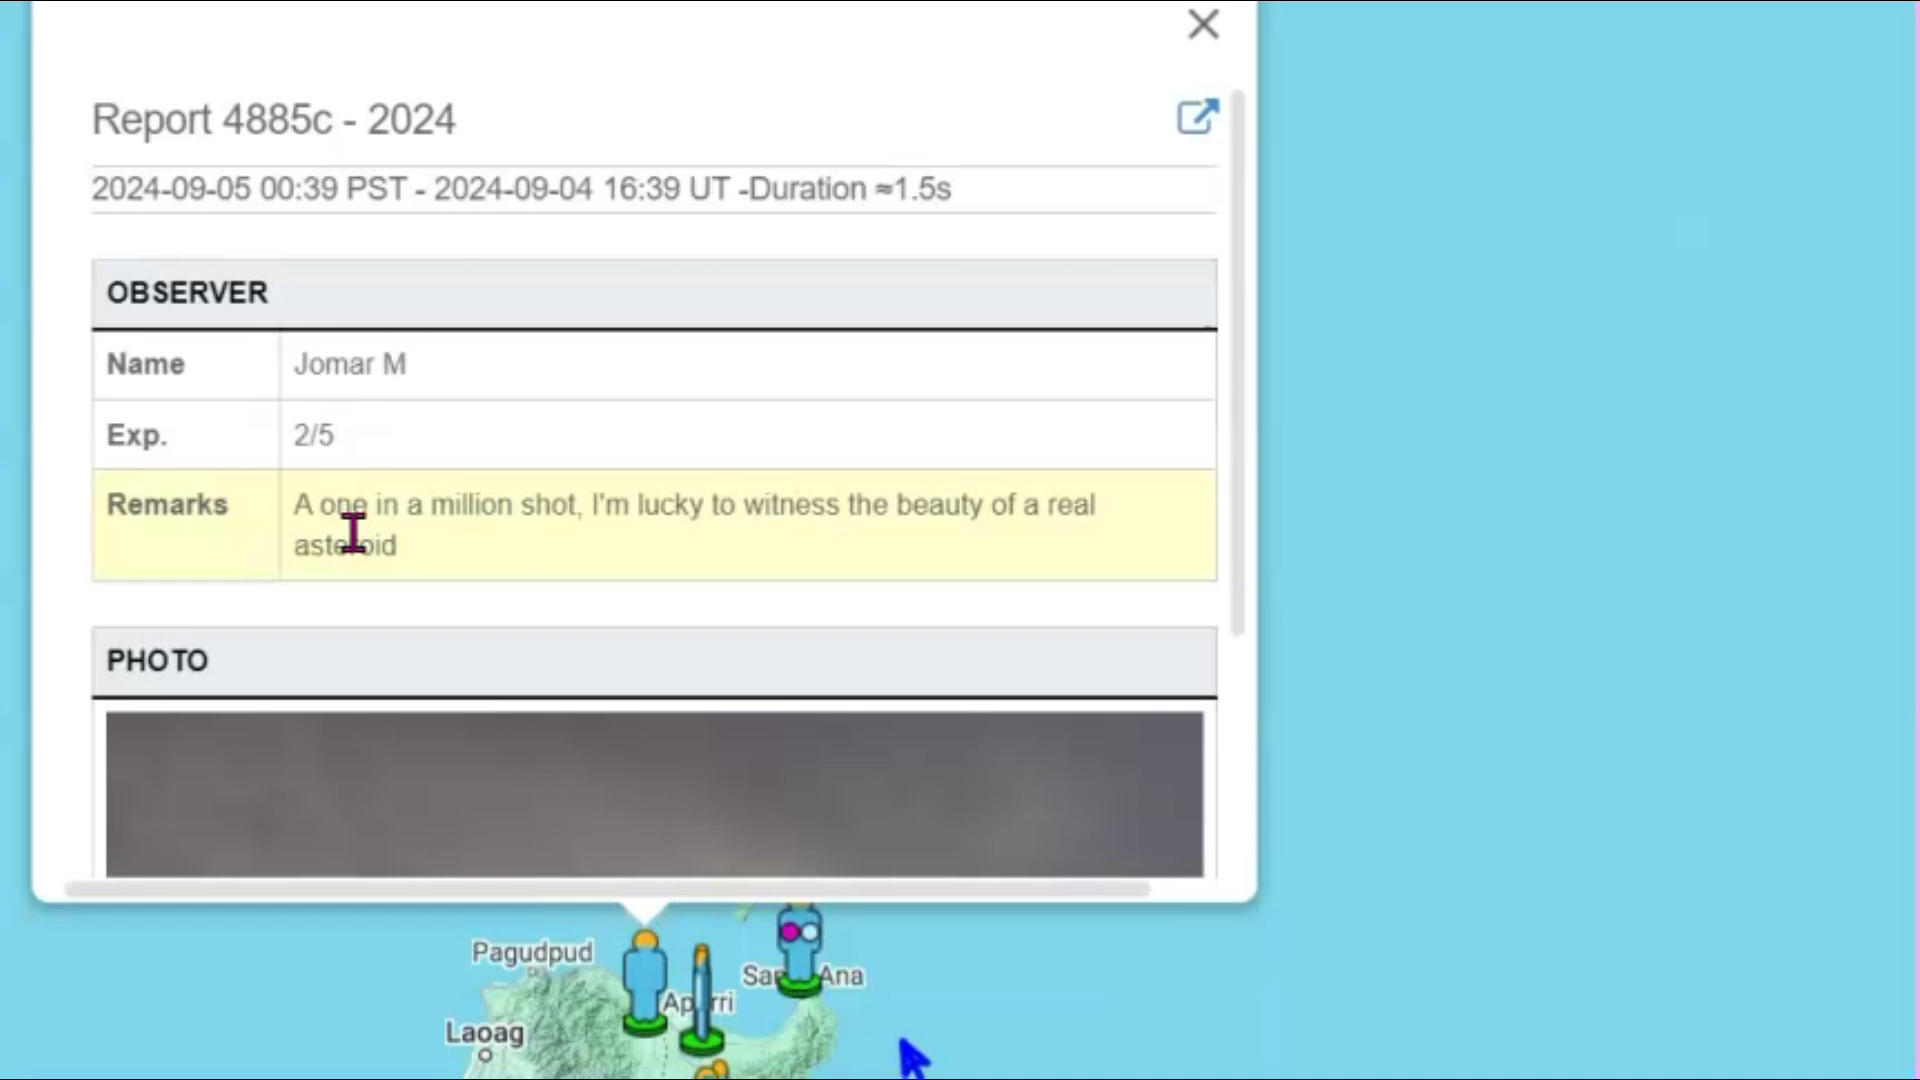 Report 4885c - 2024
2024-09-05 00:39 PST - 2024-09-04 16:39 UT -Duration ≈1.5s
OBSERVER
Name Jomar M
Exp. 2/5
Remarks A one in a million shot, I'm lucky to witness the beauty of a real
asteroid
PHOTO
Pagudpud
Ana
Laoag